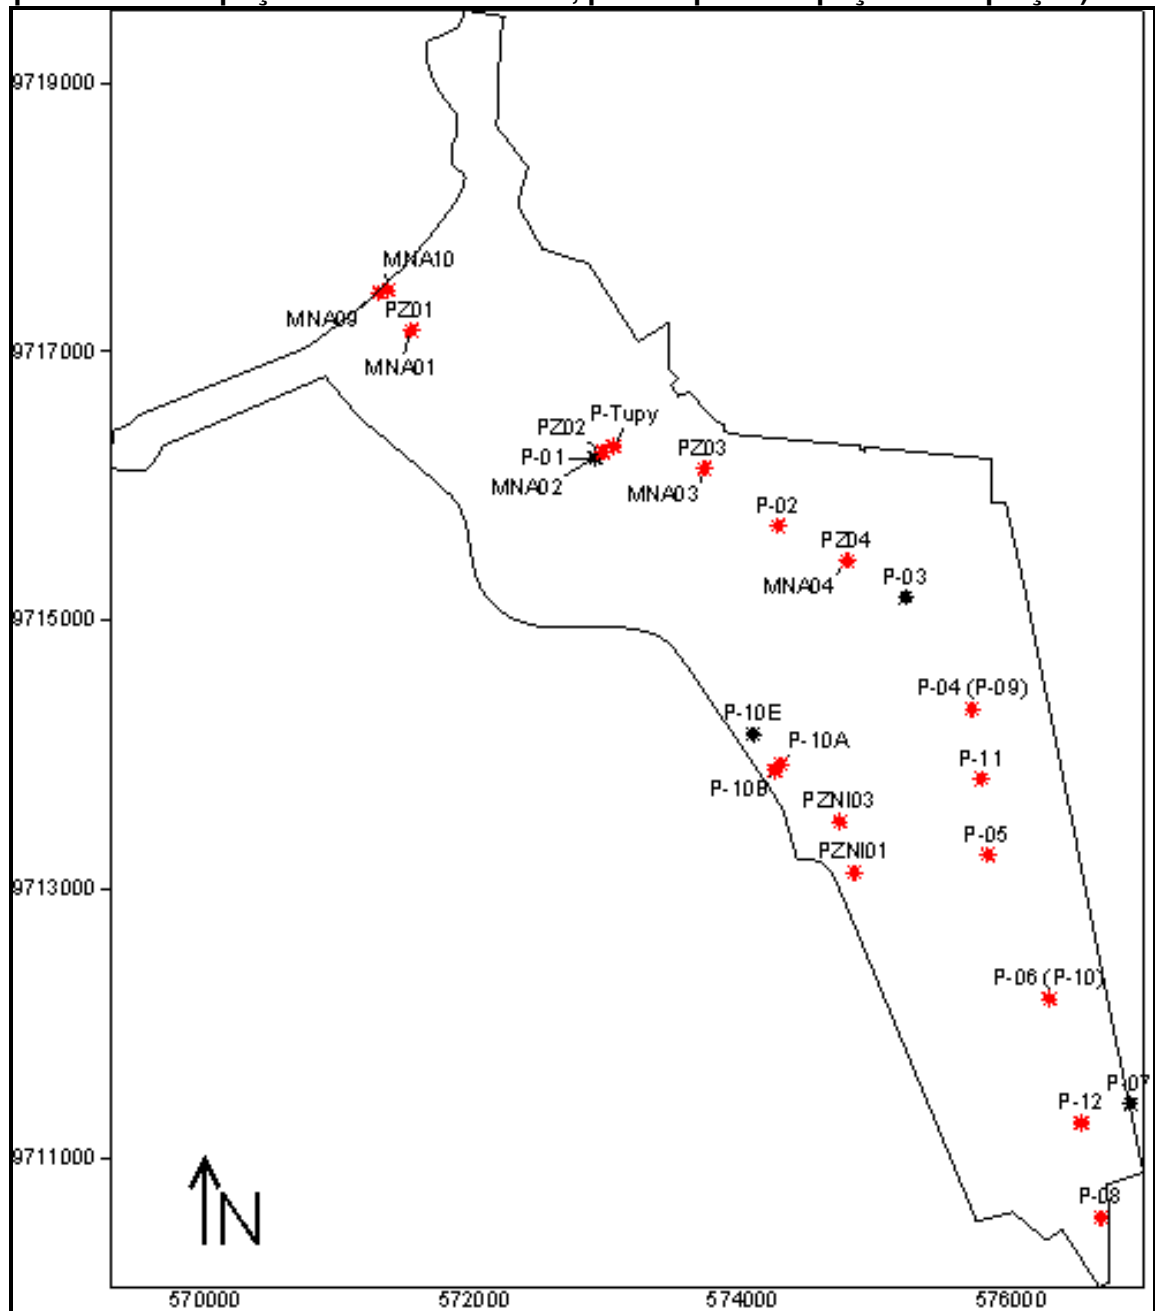 9719000
MNA10
MNA09
PZ01
9717000
MNA01
P-Tupy
PZ02
P-01
PZ03
MNA02
MNA03
P-02
PZ04
P-03
MNA04
9715000
P-04 (P-09)
P-10E
P-10A
P-11
P-10B
PZNI03
P-05
PZNI01
9713000
P-06 (P-10)
P-07
P-12
9711000
P-08
N
570000
572000
574000
576000